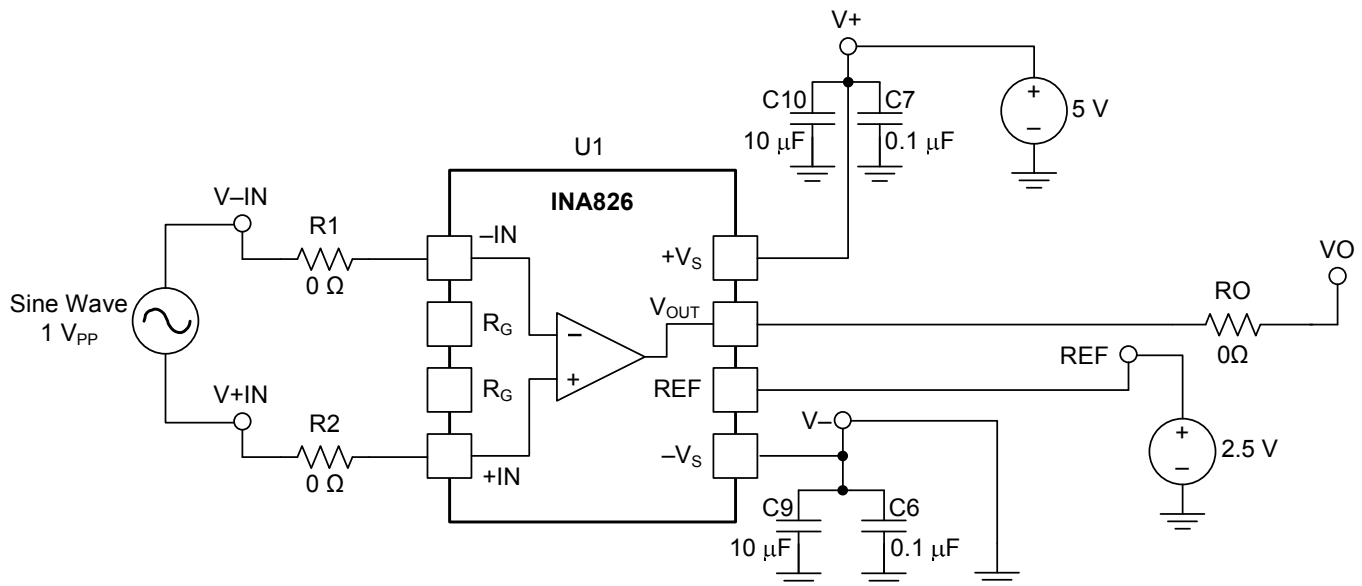 V+
C10
C7
10 μF
0.1 μF
+
–
5 V
U1
INA826
V–IN
R1
0 Ω
–IN
+VS
VO
Sine Wave
1 VPP
RG
VOUT
RO
0Ω
–
+
RG
REF
REF
V+IN
R2
0 Ω
+IN
–VS
V–
+
–
2.5 V
C9
C6
10 μF
0.1 μF